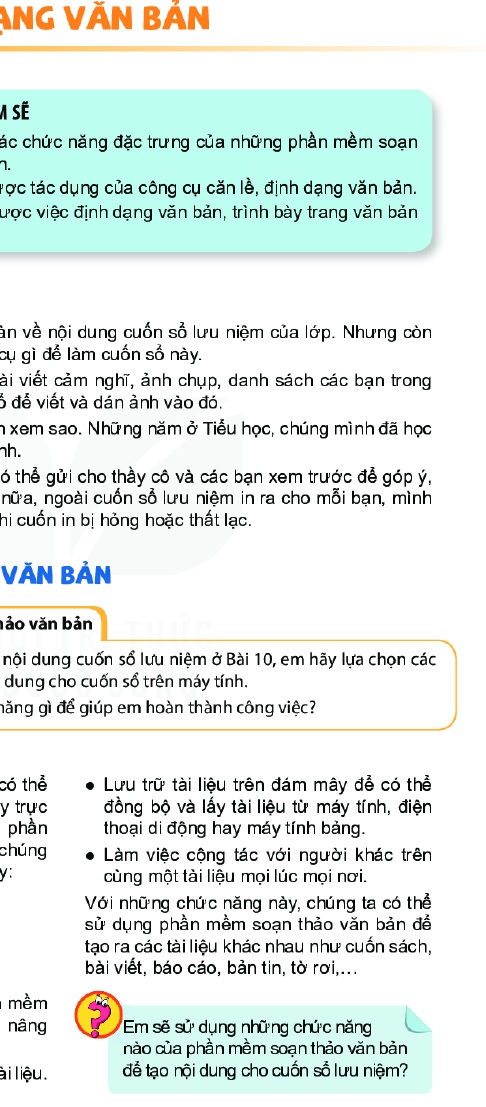 ẠNG VĂN BẢN
M SẼ
ác chức năng đặc trưng của những phần mềm soạn
n.
ược tác dụng của công cụ căn lề, định dạng văn bản.
ược việc định dạng văn bản, trình bày trang văn bản
àn về nội dung cuốn sổ lưu niệm của lớp. Nhưng còn
cụ gì để làm cuốn sổ này.
ài viết cảm nghĩ, ảnh chụp, danh sách các bạn trong
ổ để viết và dán ảnh vào đó.
n xem sao. Những năm ở Tiểu học, chúng mình đã học
nh.
ó thể gửi cho thầy cô và các bạn xem trước để góp ý,
nữa, ngoài cuốn sổ lưu niệm in ra cho mỗi bạn, mình
hi cuốn in bị hỏng hoặc thất lạc.
VĂN BẢN
hảo văn bản
nội dung cuốn sổ lưu niệm ở Bài 10, em hãy lựa chọn các
dung cho cuốn sổ trên máy tính.
năng gì để giúp em hoàn thành công việc?
có thể
y trực
phần
chúng
y:
mềm
nâng
ài liệu.
• Lưu trữ tài liệu trên đám mây để có thể
đồng bộ và lấy tài liệu từ máy tính, điện
thoại di động hay máy tính bảng.
• Làm việc cộng tác với người khác trên
cùng một tài liệu mọi lúc mọi nơi.
Với những chức năng này, chúng ta có thể
sử dụng phần mềm soạn thảo văn bản để
tạo ra các tài liệu khác nhau như cuốn sách,
bài viết, báo cáo, bản tin, tờ rơi,...
Em sẽ sử dụng những chức năng
nào của phần mềm soạn thảo văn bản
để tạo nội dung cho cuốn sổ lưu niệm?